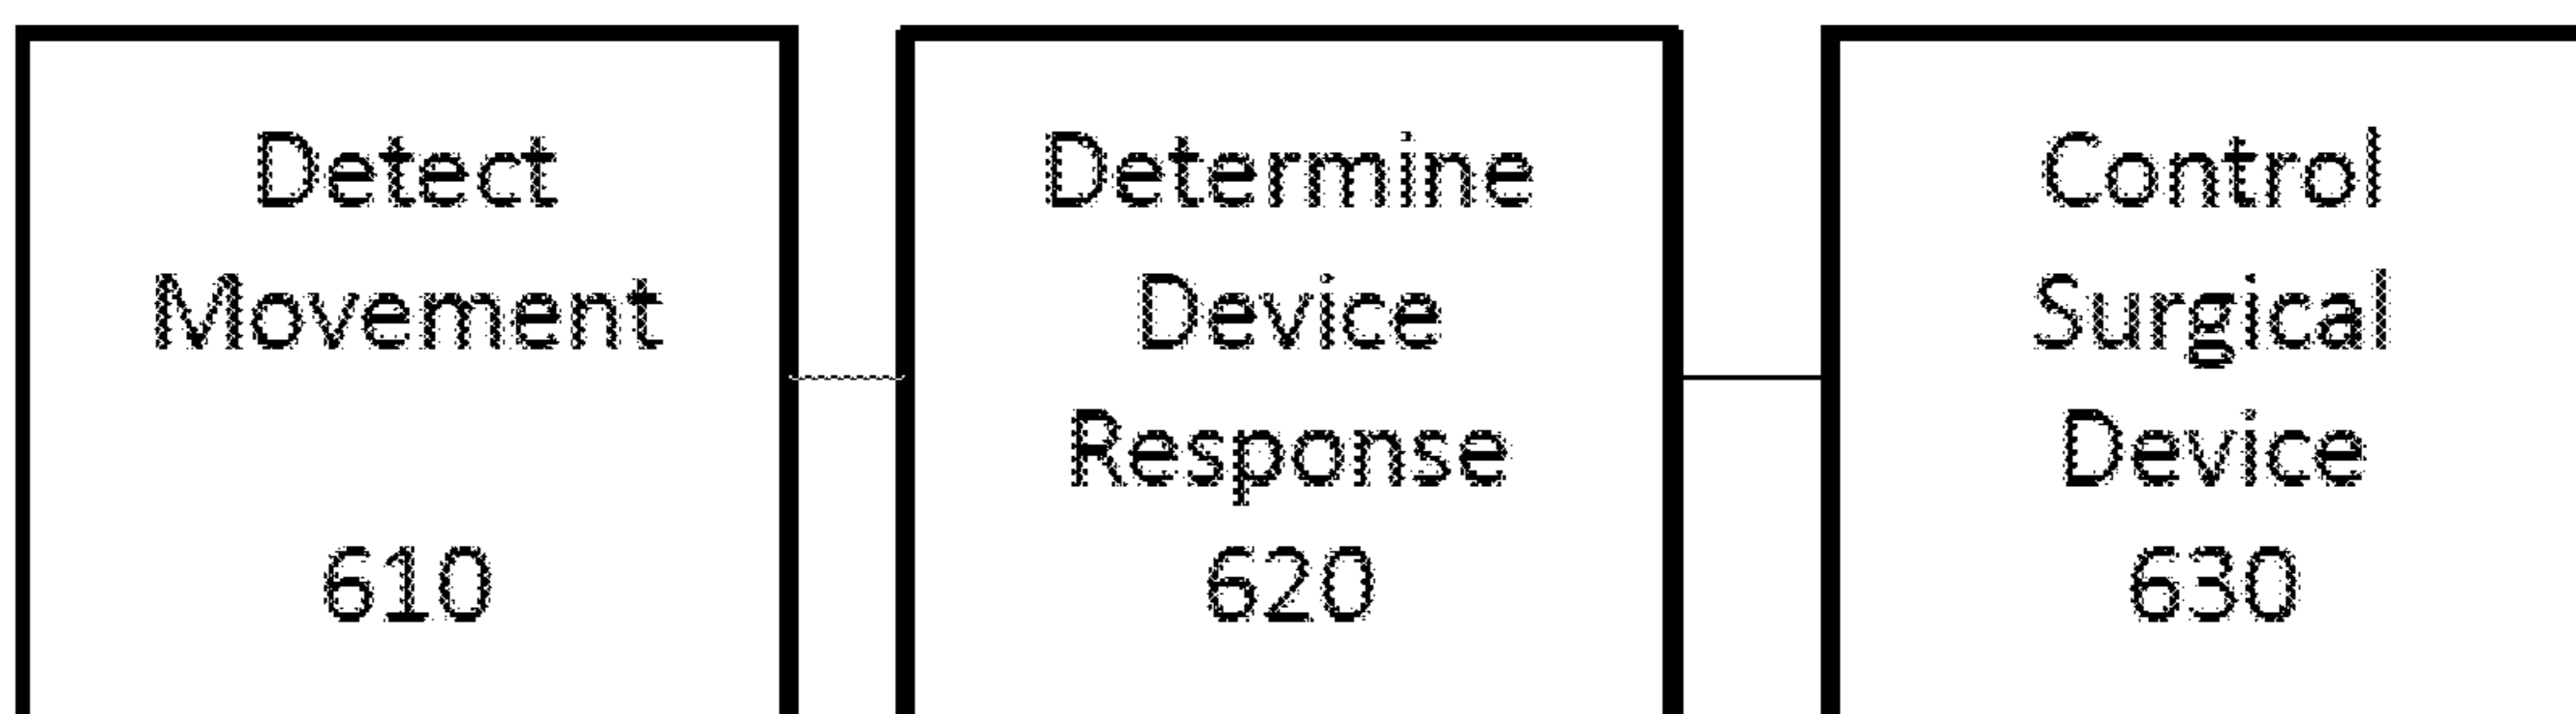 Detect
Movement
610
Determine
Device
Response
620
Control
Surgical
Device
630